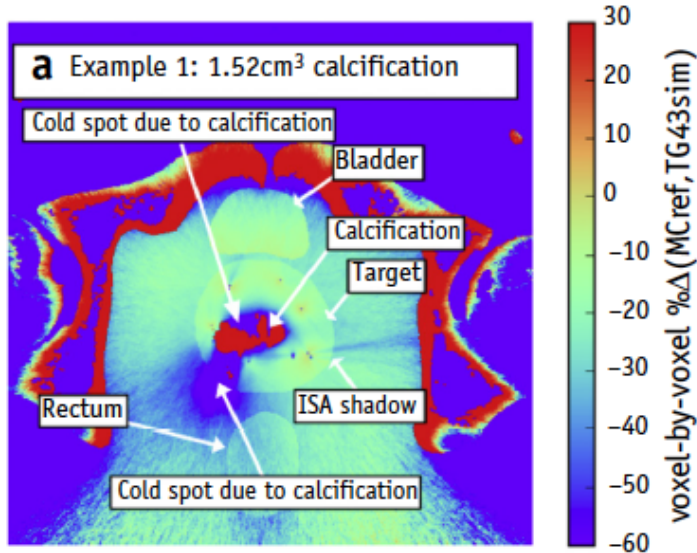 a Example 1: 1.52cm³ calcification
Cold spot due to calcification
Bladder
Calcification
Target
ISA shadow
Rectum
Cold spot due to calcification
30
20
10
0
−10
−20
−30
−40
−50
−60
voxel-by-voxel %Δ(MCref,TG43sim)